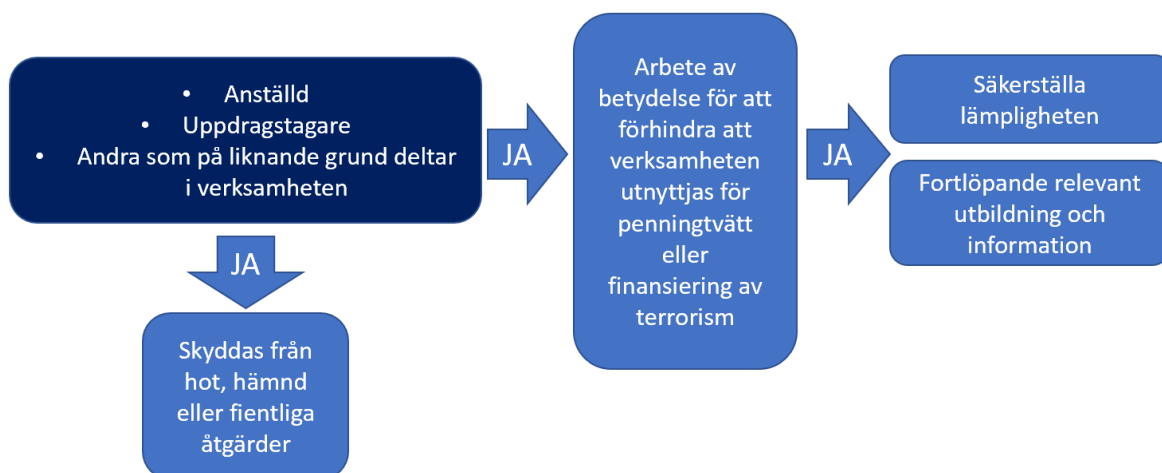 • Anställd
• Uppdragstagare
• Andra som på liknande grund deltar
i verksamheten
JA
Arbete av
betydelse för att
förhindra att
verksamheten
utnyttjas för
penningtvätt
eller
finansiering av
terrorism
JA
Säkerställa
lämpligheten
Fortlöpande relevant
utbildning och
information
JA
Skyddas från
hot, hämnd
eller fientliga
åtgärder